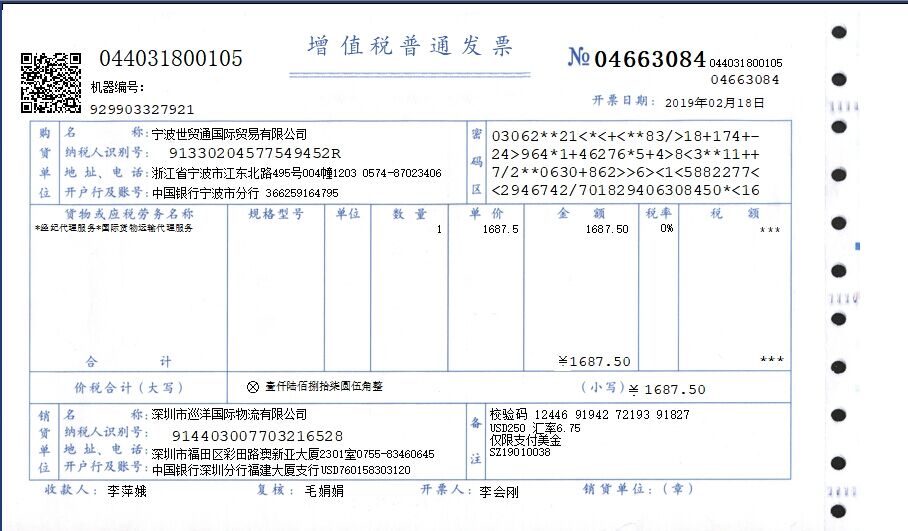 044031800105
增值税普通发票
№ 04663084
044031800105
04663084
机器编号:
929903327921
开票日期: 2019年02月18日
购货单位
名 称: 宁波世贸通国际贸易有限公司
纳税人识别号: 91330204577549452R
地 址、电 话: 浙江省宁波市江东北路495号004幢1203 0574-87023406
开户行及账号: 中国银行宁波市分行 366259164795
密码区
03062**21<*<+<**83/>18+174+-
24>964*1+46276*5+4>8<3**11++
7/2**0630+862>>6><1<5882277<
<2946742/701829406308450*<16
货物或应税劳务名称 规格型号 单位 数 量 单 价 金 额 税率 税 额
*经纪代理服务*国际货物运输代理服务 1 1687.5 1687.50 0% ***
合 计 ¥1687.50 ***
价税合计(大写) ⊗ 壹仟陆佰捌拾柒圆伍角整 (小写) ¥ 1687.50
销货单位
名 称: 深圳市巡洋国际物流有限公司
纳税人识别号: 914403007703216528
地 址、电 话: 深圳市福田区彩田路澳新亚大厦2301室0755-83460645
开户行及账号: 中国银行深圳分行福建大厦支行USD760158303120
备注
校验码 12446 91942 72193 91827
USD250 汇率6.75
仅限支付美金
SZ19010038
收款人: 李萍娥 复核: 毛娟娟 开票人: 李会刚 销货单位:(章)